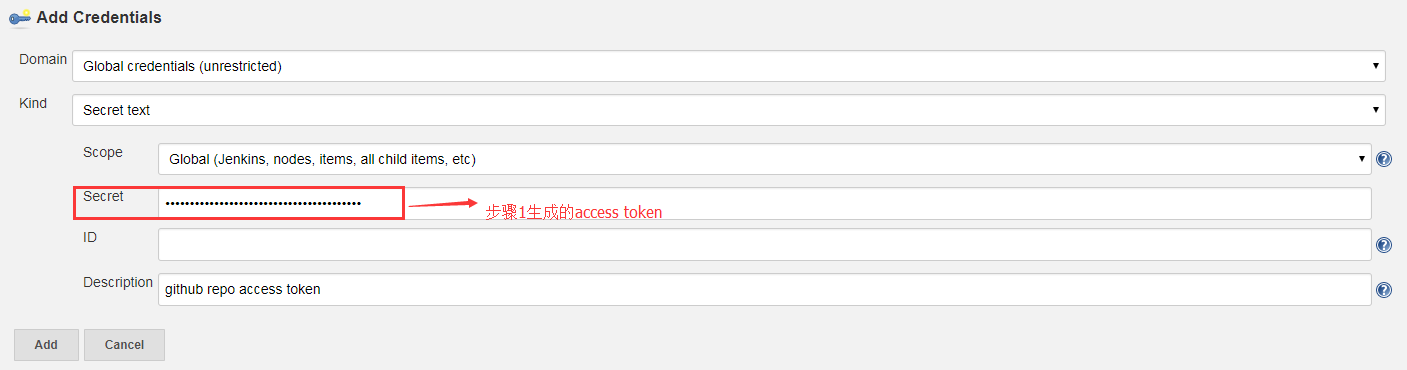 Add Credentials
Domain
Global credentials (unrestricted)
Kind
Secret text
Scope
Global (Jenkins, nodes, items, all child items, etc)
Secret
••••••••••••••••••••••••••••••••••••••••
步骤1生成的access token
ID
Description
github repo access token
Add
Cancel